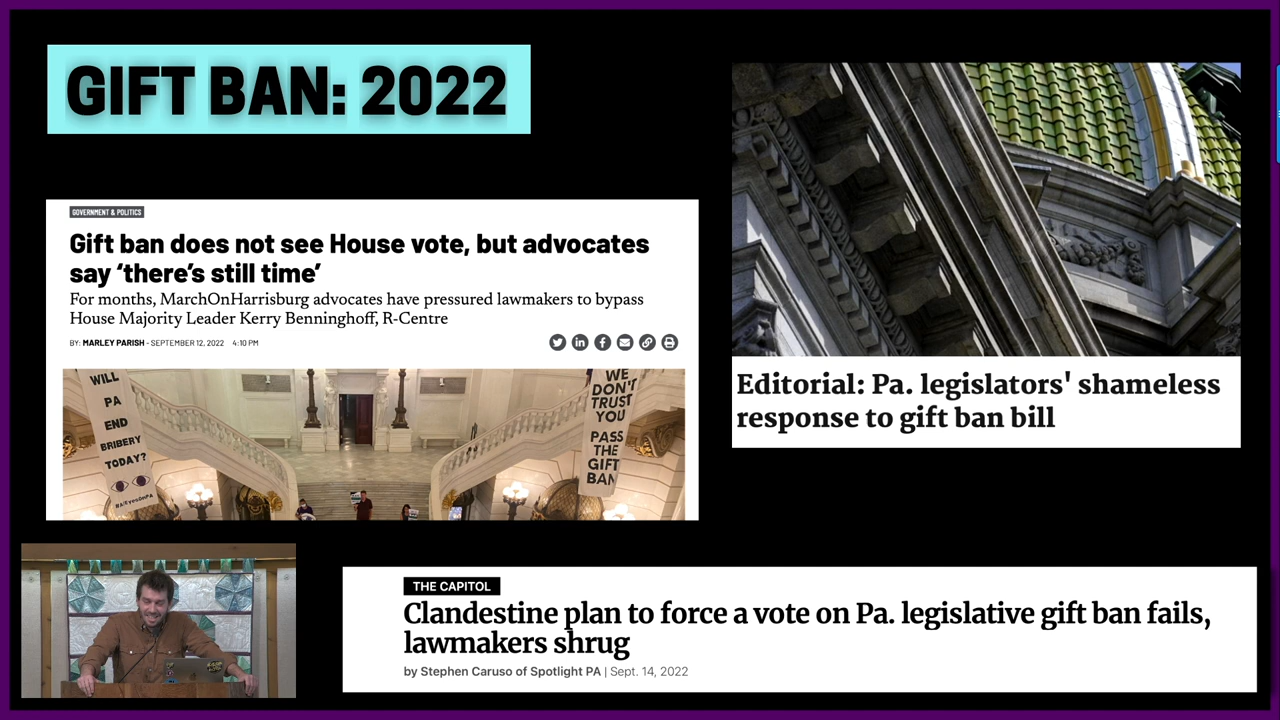 GIFT BAN: 2022
GOVERNMENT & POLITICS
Gift ban does not see House vote, but advocates
say ‘there’s still time’
For months, MarchOnHarrisburg advocates have pressured lawmakers to bypass
House Majority Leader Kerry Benninghoff, R-Centre
BY: MARLEY PARISH - SEPTEMBER 12, 2022 4:10 PM
WILL
PA
END
BRIBERY
TODAY?
#AllEyesOnPA
WE
DON'T
TRUST
YOU
PASS
THE
GIFT
BAN
Editorial: Pa. legislators' shameless
response to gift ban bill
THE CAPITOL
Clandestine plan to force a vote on Pa. legislative gift ban fails,
lawmakers shrug
by Stephen Caruso of Spotlight PA | Sept. 14, 2022